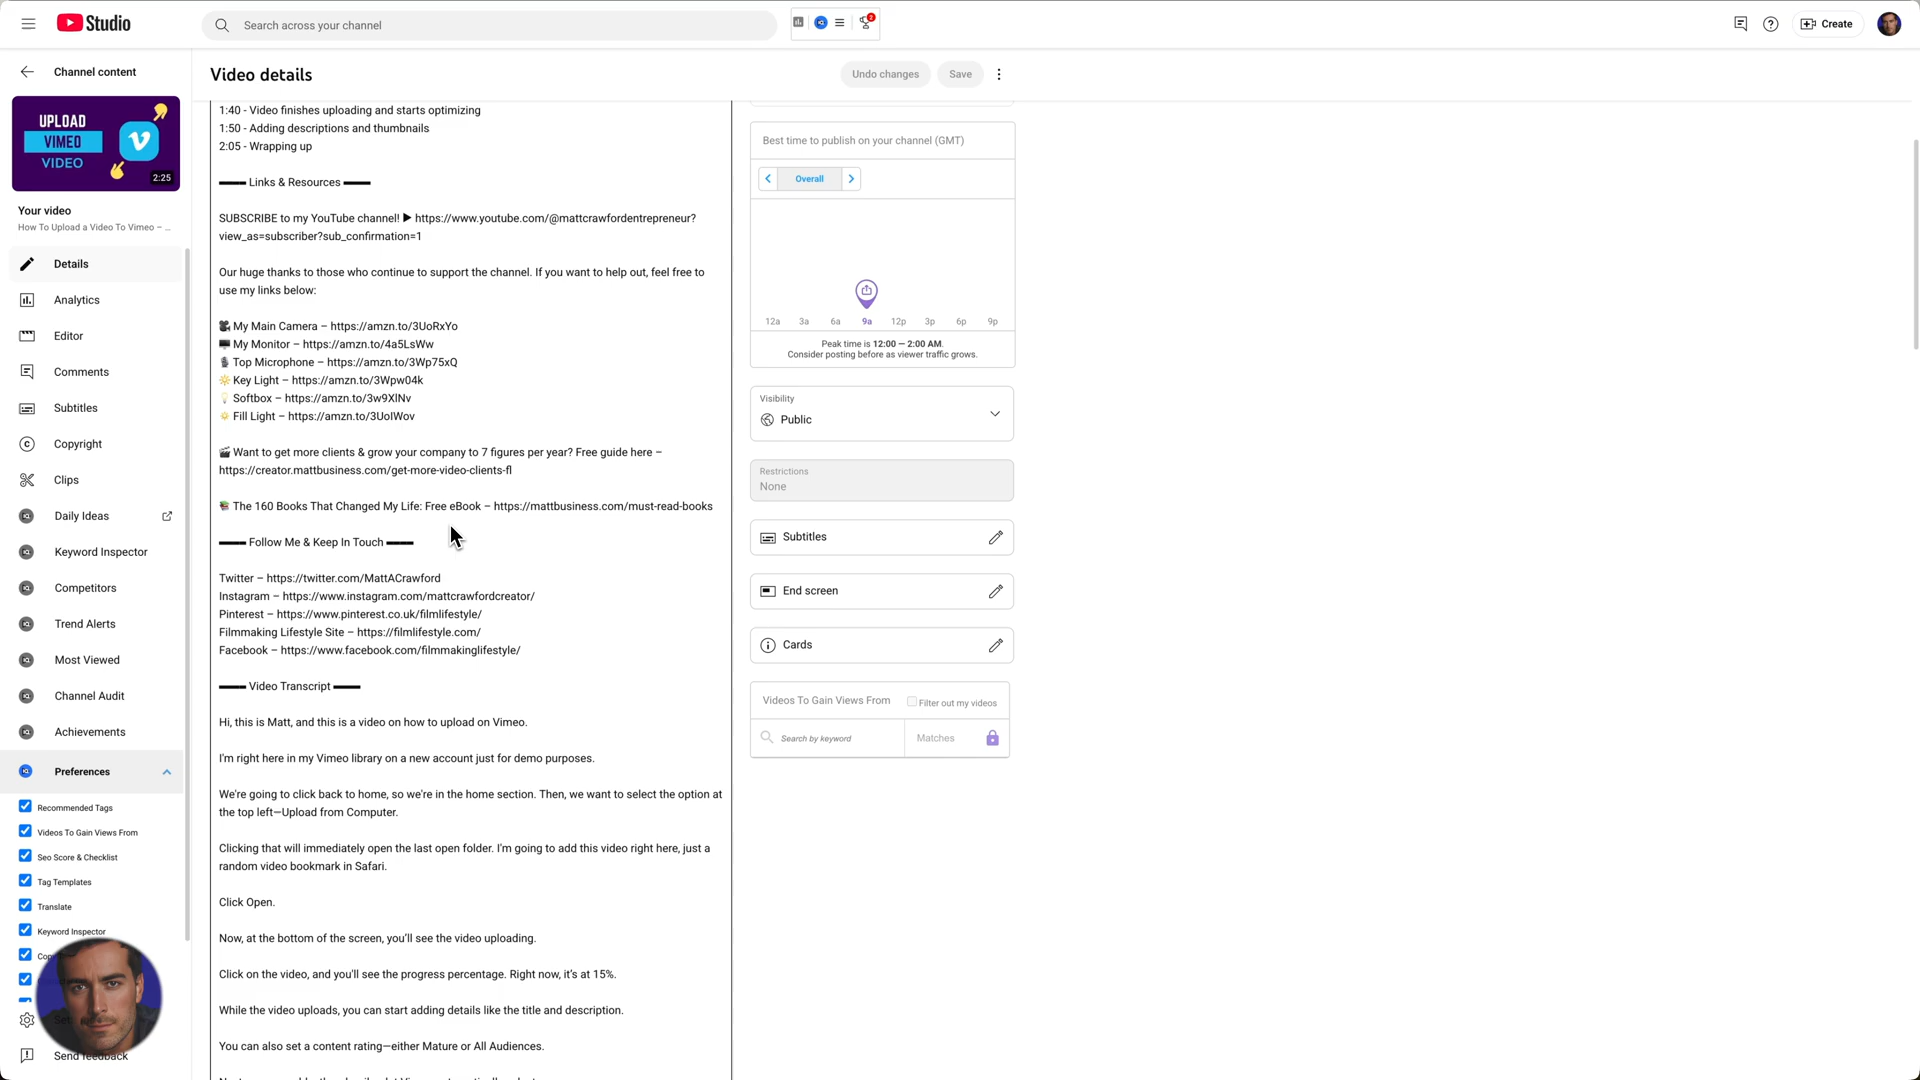 Studio
Search across your channel
2
Create
Channel content
UPLOAD
VIMEO
VIDEO
2:25
Your video
How To Upload a Video To Vimeo – ...
Details
Analytics
Editor
Comments
Subtitles
Copyright
Clips
Daily Ideas
Keyword Inspector
Competitors
Trend Alerts
Most Viewed
Channel Audit
Achievements
Preferences
Recommended Tags
Videos To Gain Views From
Seo Score & Checklist
Tag Templates
Translate
Keyword Inspector
Send feedback
Video details
Undo changes
Save
1:40 - Video finishes uploading and starts optimizing
1:50 - Adding descriptions and thumbnails
2:05 - Wrapping up
▬▬▬ Links & Resources ▬▬▬
SUBSCRIBE to my YouTube channel! ▶ https://www.youtube.com/@mattcrawfordentrepreneur?
view_as=subscriber?sub_confirmation=1
Our huge thanks to those who continue to support the channel. If you want to help out, feel free to
use my links below:
🎥 My Main Camera – https://amzn.to/3UoRxYo
🖥 My Monitor – https://amzn.to/4a5LsWw
🎙 Top Microphone – https://amzn.to/3Wp75xQ
🔆 Key Light – https://amzn.to/3Wpw04k
💡 Softbox – https://amzn.to/3w9XlNv
🔅 Fill Light – https://amzn.to/3UoIWov
🎬 Want to get more clients & grow your company to 7 figures per year? Free guide here –
https://creator.mattbusiness.com/get-more-video-clients-fl
📚 The 160 Books That Changed My Life: Free eBook – https://mattbusiness.com/must-read-books
▬▬▬ Follow Me & Keep In Touch ▬▬▬
Twitter – https://twitter.com/MattACrawford
Instagram – https://www.instagram.com/mattcrawfordcreator/
Pinterest – https://www.pinterest.co.uk/filmlifestyle/
Filmmaking Lifestyle Site – https://filmlifestyle.com/
Facebook – https://www.facebook.com/filmmakinglifestyle/
▬▬▬ Video Transcript ▬▬▬
Hi, this is Matt, and this is a video on how to upload on Vimeo.
I'm right here in my Vimeo library on a new account just for demo purposes.
We're going to click back to home, so we're in the home section. Then, we want to select the option at
the top left—Upload from Computer.
Clicking that will immediately open the last open folder. I'm going to add this video right here, just a
random video bookmark in Safari.
Click Open.
Now, at the bottom of the screen, you'll see the video uploading.
Click on the video, and you'll see the progress percentage. Right now, it's at 15%.
While the video uploads, you can start adding details like the title and description.
You can also set a content rating—either Mature or All Audiences.
Best time to publish on your channel (GMT)
Overall
12a 3a 6a 9a 12p 3p 6p 9p
Peak time is 12:00 — 2:00 AM.
Consider posting before as viewer traffic grows.
Visibility
Public
Restrictions
None
Subtitles
End screen
Cards
Videos To Gain Views From
Filter out my videos
Search by keyword
Matches